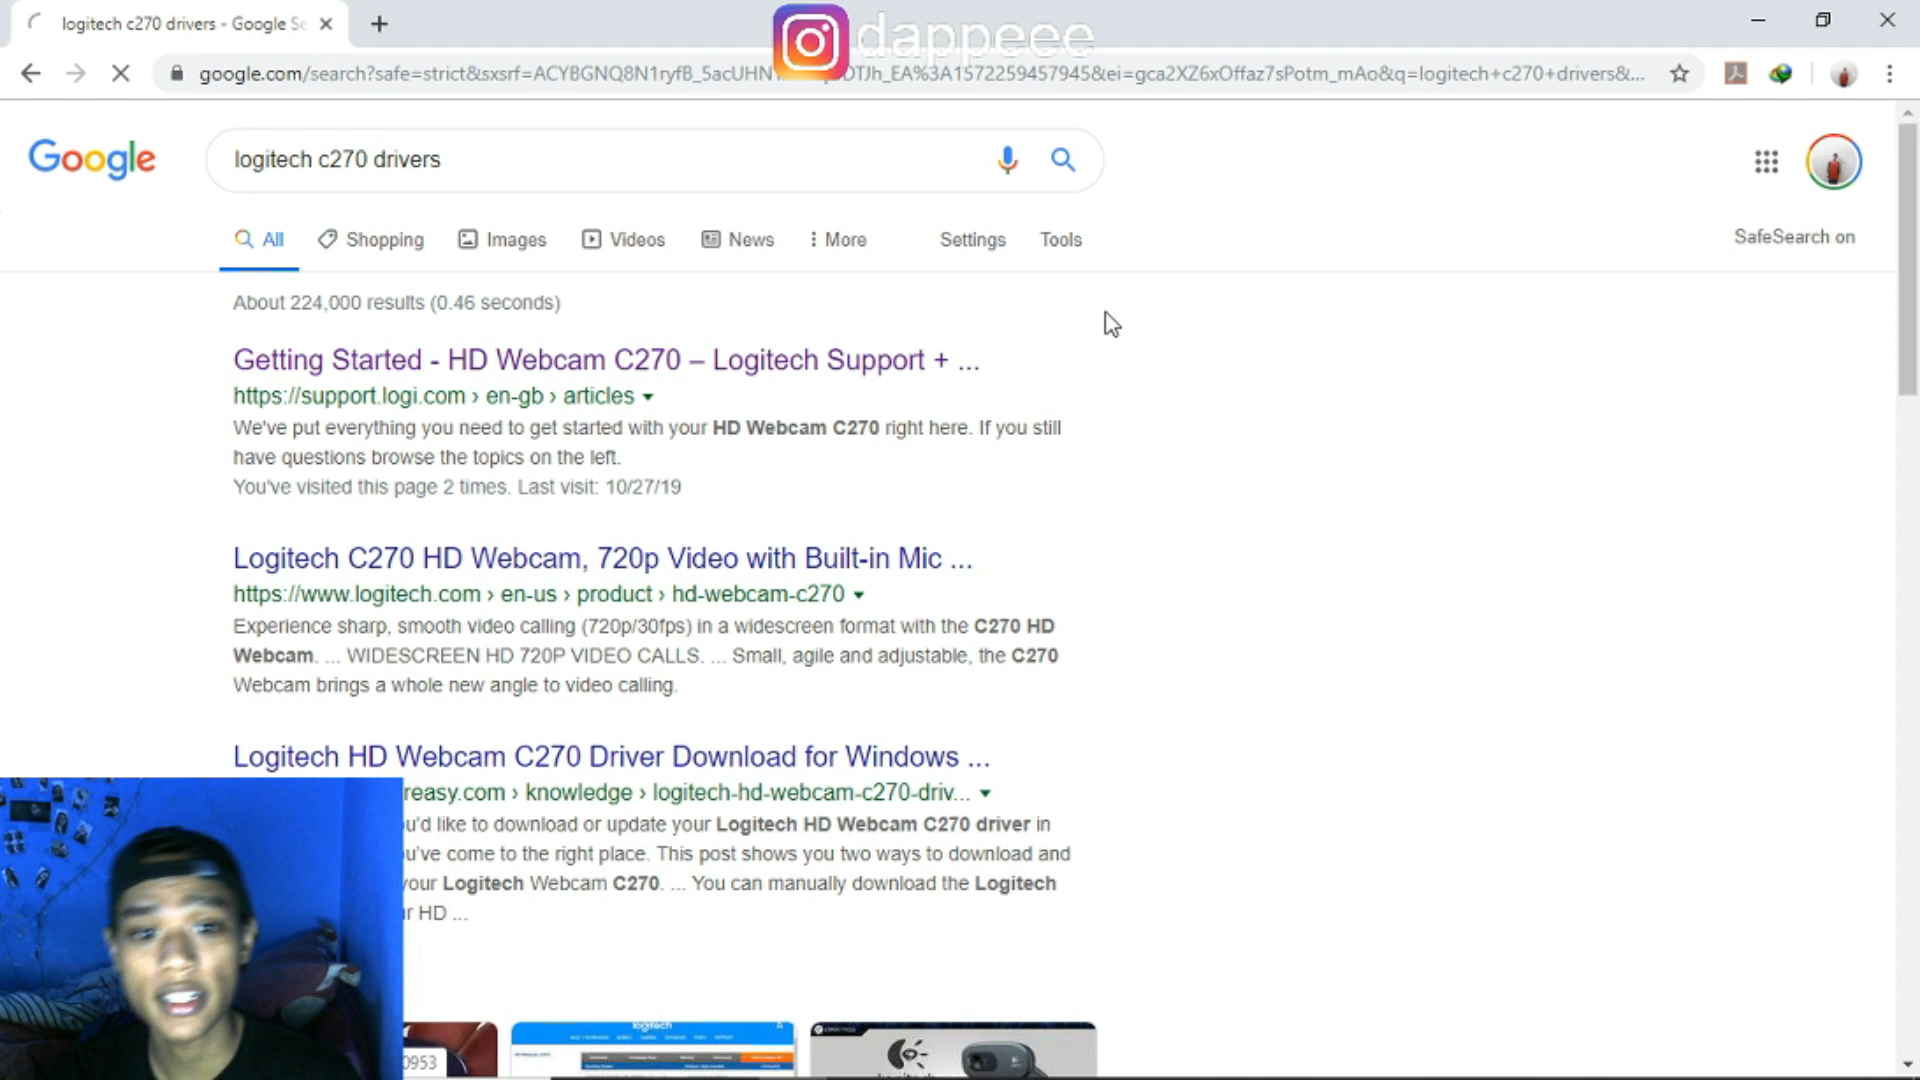 logitech c270 drivers - Google Se
dappeee
google.com/search?safe=strict&sxsrf=ACYBGNQ8N1ryfB_5acUHN
DTJh_EA%3A1572259457945&ei=gca2XZ6xOffaz7sPotm_mAo&q=logitech+c270+drivers&...
Google
logitech c270 drivers
All
Shopping
Images
Videos
News
More
Settings
Tools
SafeSearch on
About 224,000 results (0.46 seconds)
Getting Started - HD Webcam C270 – Logitech Support + ...
https://support.logi.com › en-gb › articles
We've put everything you need to get started with your HD Webcam C270 right here. If you still
have questions browse the topics on the left.
You've visited this page 2 times. Last visit: 10/27/19
Logitech C270 HD Webcam, 720p Video with Built-in Mic ...
https://www.logitech.com › en-us › product › hd-webcam-c270
Experience sharp, smooth video calling (720p/30fps) in a widescreen format with the C270 HD
Webcam. ... WIDESCREEN HD 720P VIDEO CALLS. ... Small, agile and adjustable, the C270
Webcam brings a whole new angle to video calling.
Logitech HD Webcam C270 Driver Download for Windows ...
reasy.com › knowledge › logitech-hd-webcam-c270-driv...
u'd like to download or update your Logitech HD Webcam C270 driver in
u've come to the right place. This post shows you two ways to download and
your Logitech Webcam C270. ... You can manually download the Logitech
r HD ...
0953
logitech